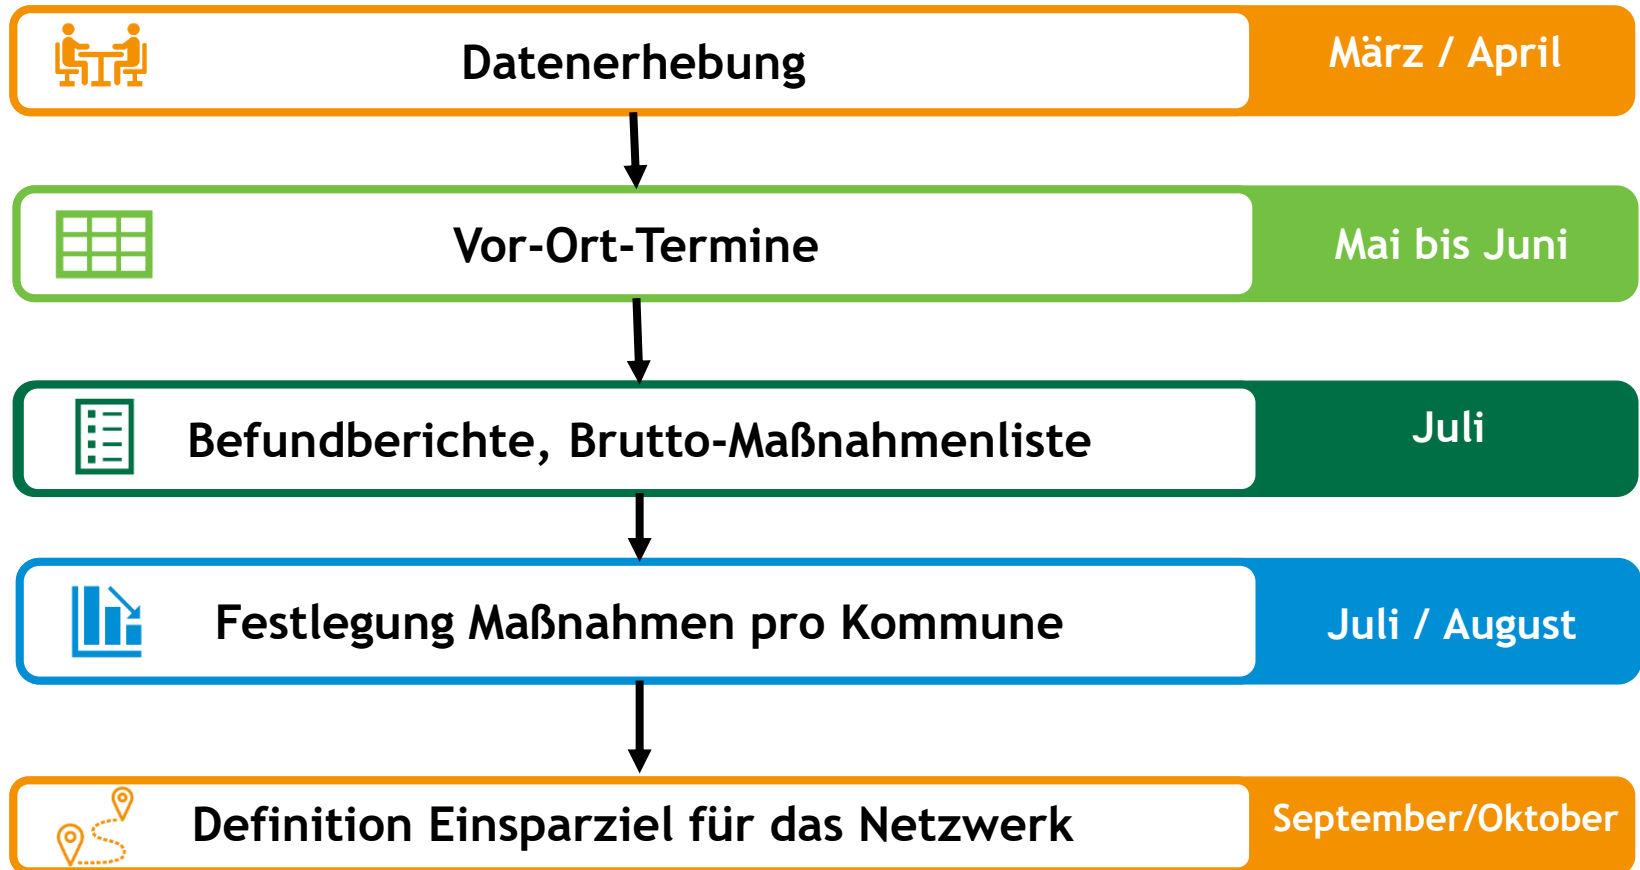 Datenerhebung
März / April
Vor-Ort-Termine
Mai bis Juni
Befundberichte, Brutto-Maßnahmenliste
Juli
Festlegung Maßnahmen pro Kommune
Juli / August
Definition Einsparziel für das Netzwerk
September/Oktober